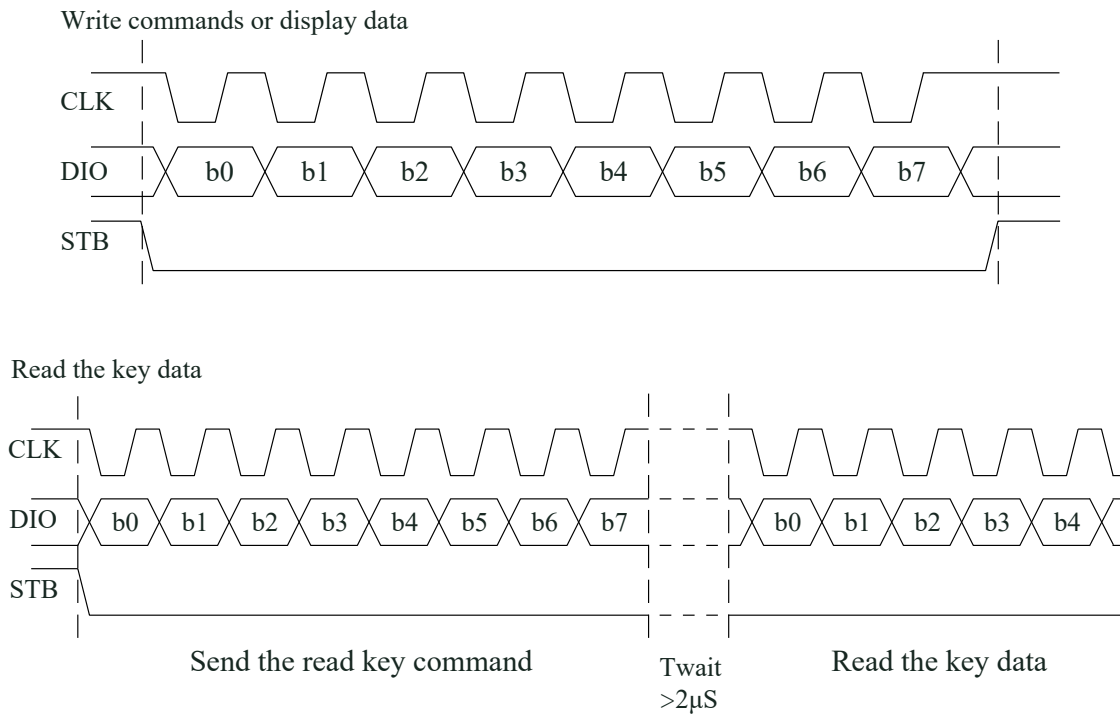 Write commands or display data
CLK
DIO b0 b1 b2 b3 b4 b5 b6 b7
STB
Read the key data
CLK
DIO b0 b1 b2 b3 b4 b5 b6 b7 b0 b1 b2 b3 b4
STB
Send the read key command
Twait
>2μS
Read the key data